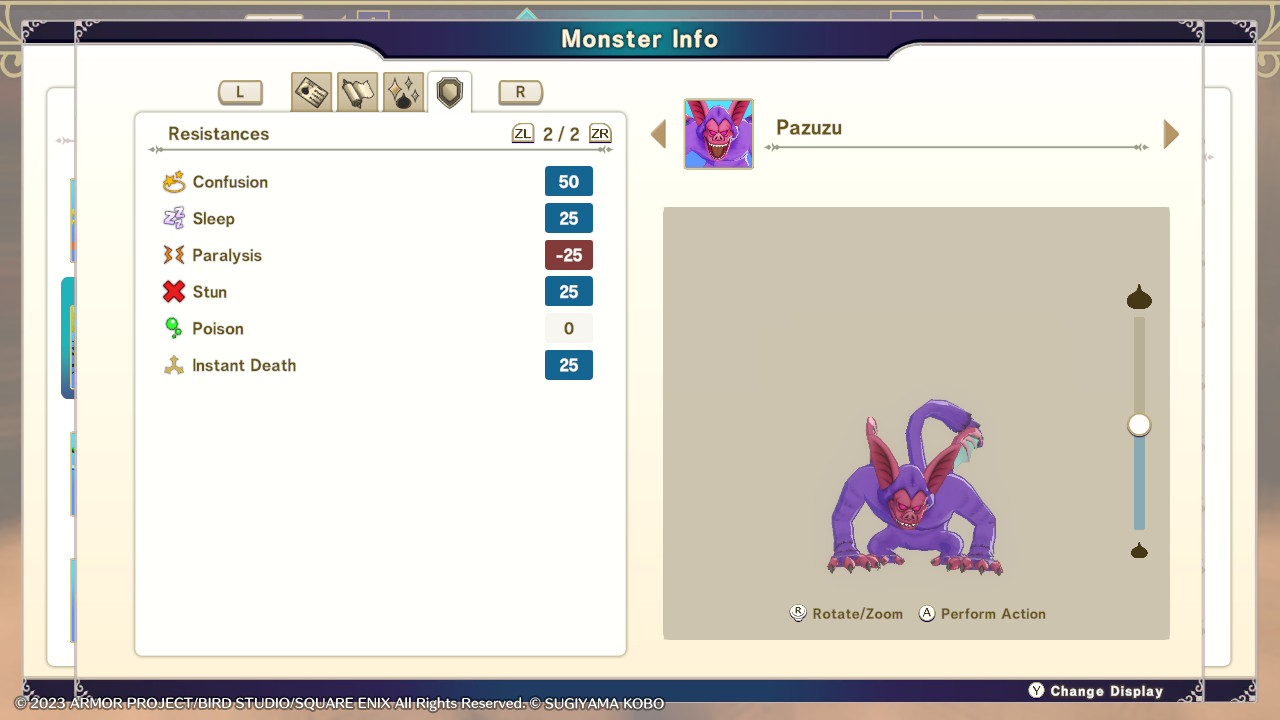 Monster Info
L
R
Resistances
ZL 2 / 2 ZR
Confusion 50
Sleep 25
Paralysis -25
Stun 25
Poison 0
Instant Death 25
Pazuzu
R Rotate/Zoom A Perform Action
Y Change Display
© 2023 ARMOR PROJECT/BIRD STUDIO/SQUARE ENIX All Rights Reserved. © SUGIYAMA KOBO